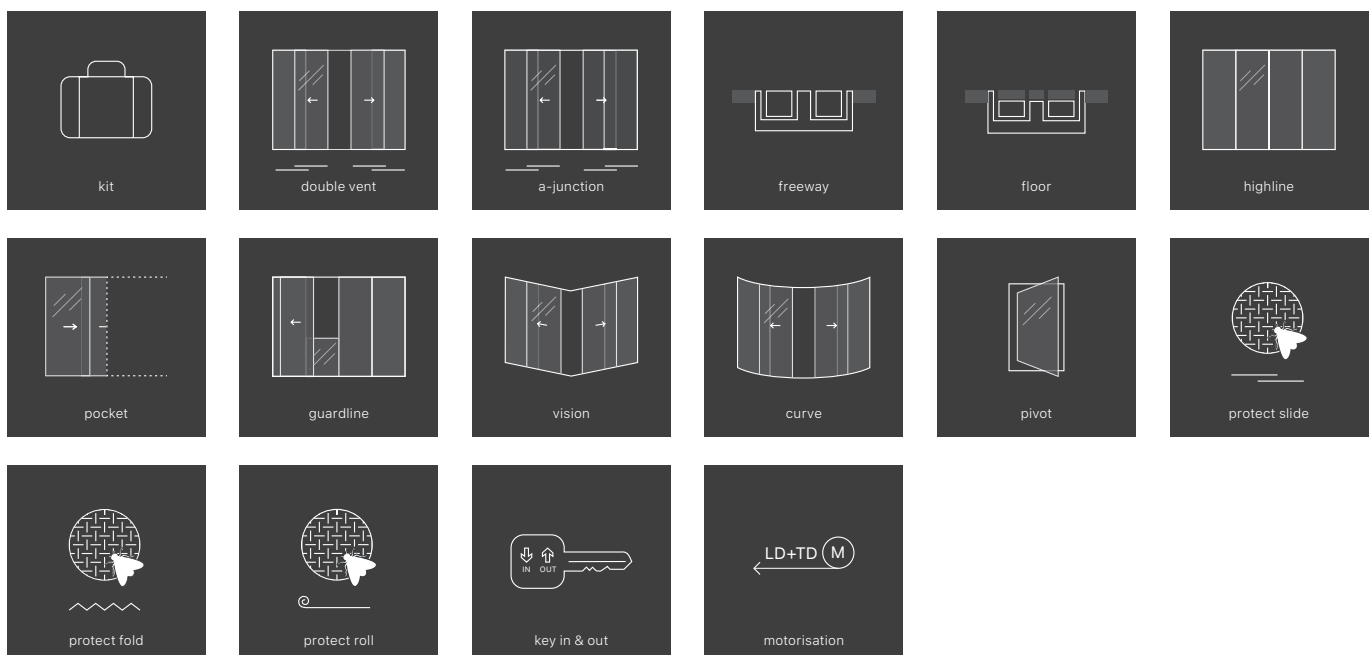 kit
double vent
a-junction
freeway
floor
highline
pocket
guardline
vision
curve
pivot
protect slide
protect fold
protect roll
IN OUT
key in & out
LD+TD M
motorisation